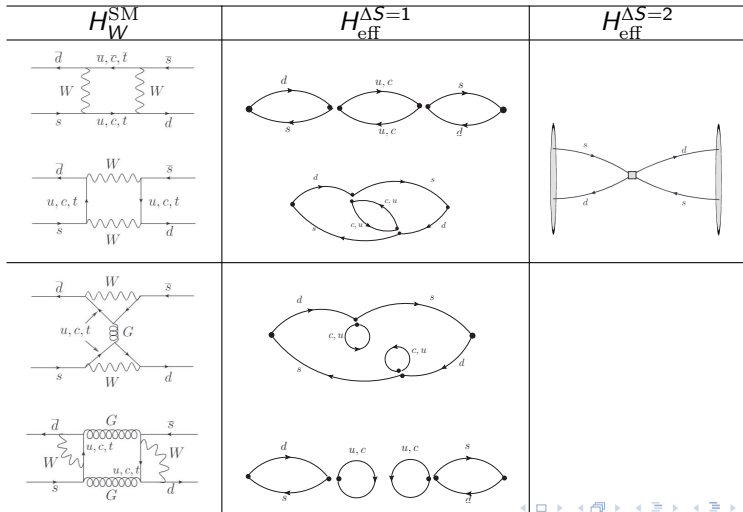 H_W^SM H_eff^ΔS=1 H_eff^ΔS=2
d̅ u̅, c̅, t̅ s̅
W W
s u, c, t d
d u, c s
s u, c d
d̅ W s̅
u, c, t u, c, t
s W d
d s
c, u
c, u
s d
s d
d s
d̅ W s̅
u, c, t G
s W d
d s
c, u
c, u
s d
d̅ G s̅
W u, c, t
u, c, t W
s G d
d u, c u, c s
s d